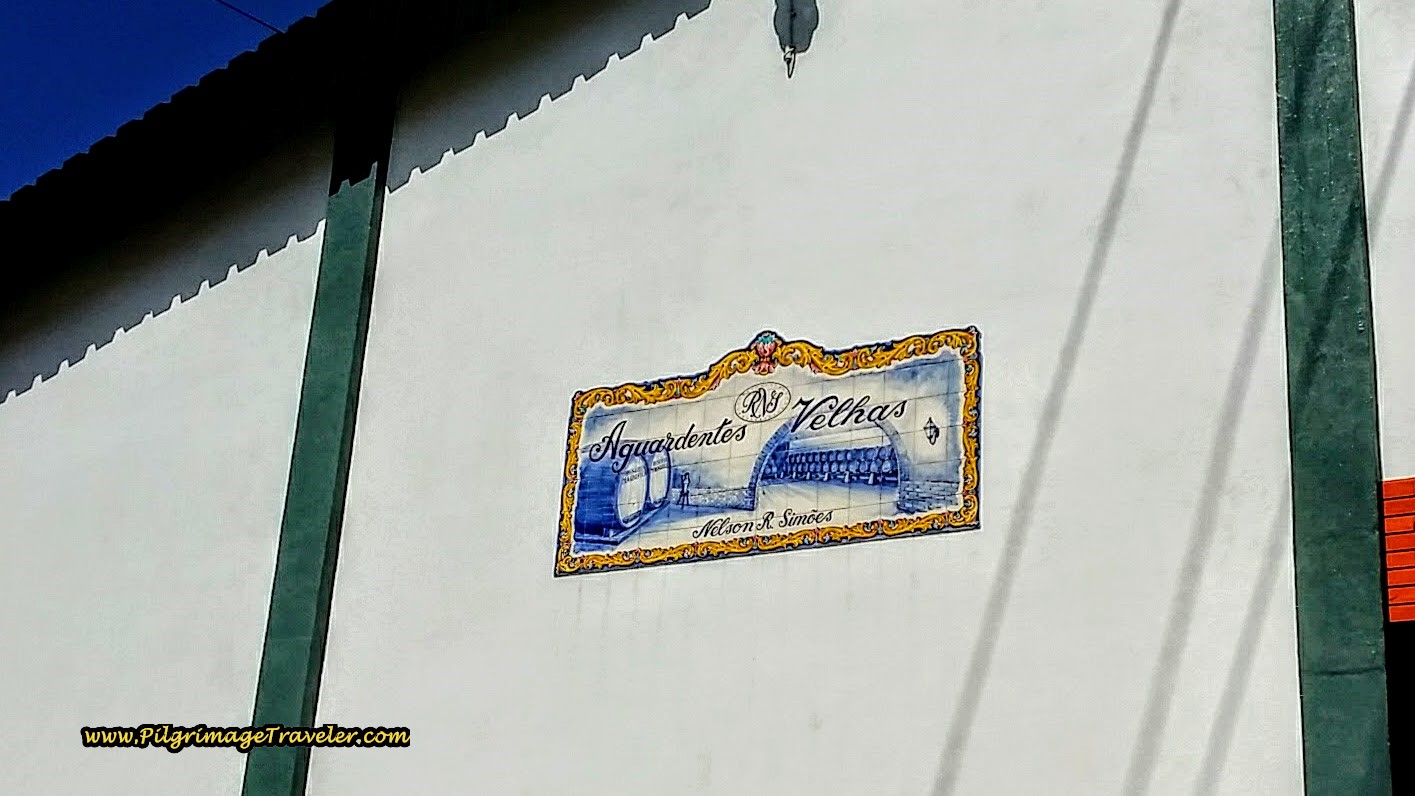 RNS
Aguardentes Velhas
Nelson R. Simões
www.PilgrimageTraveler.com